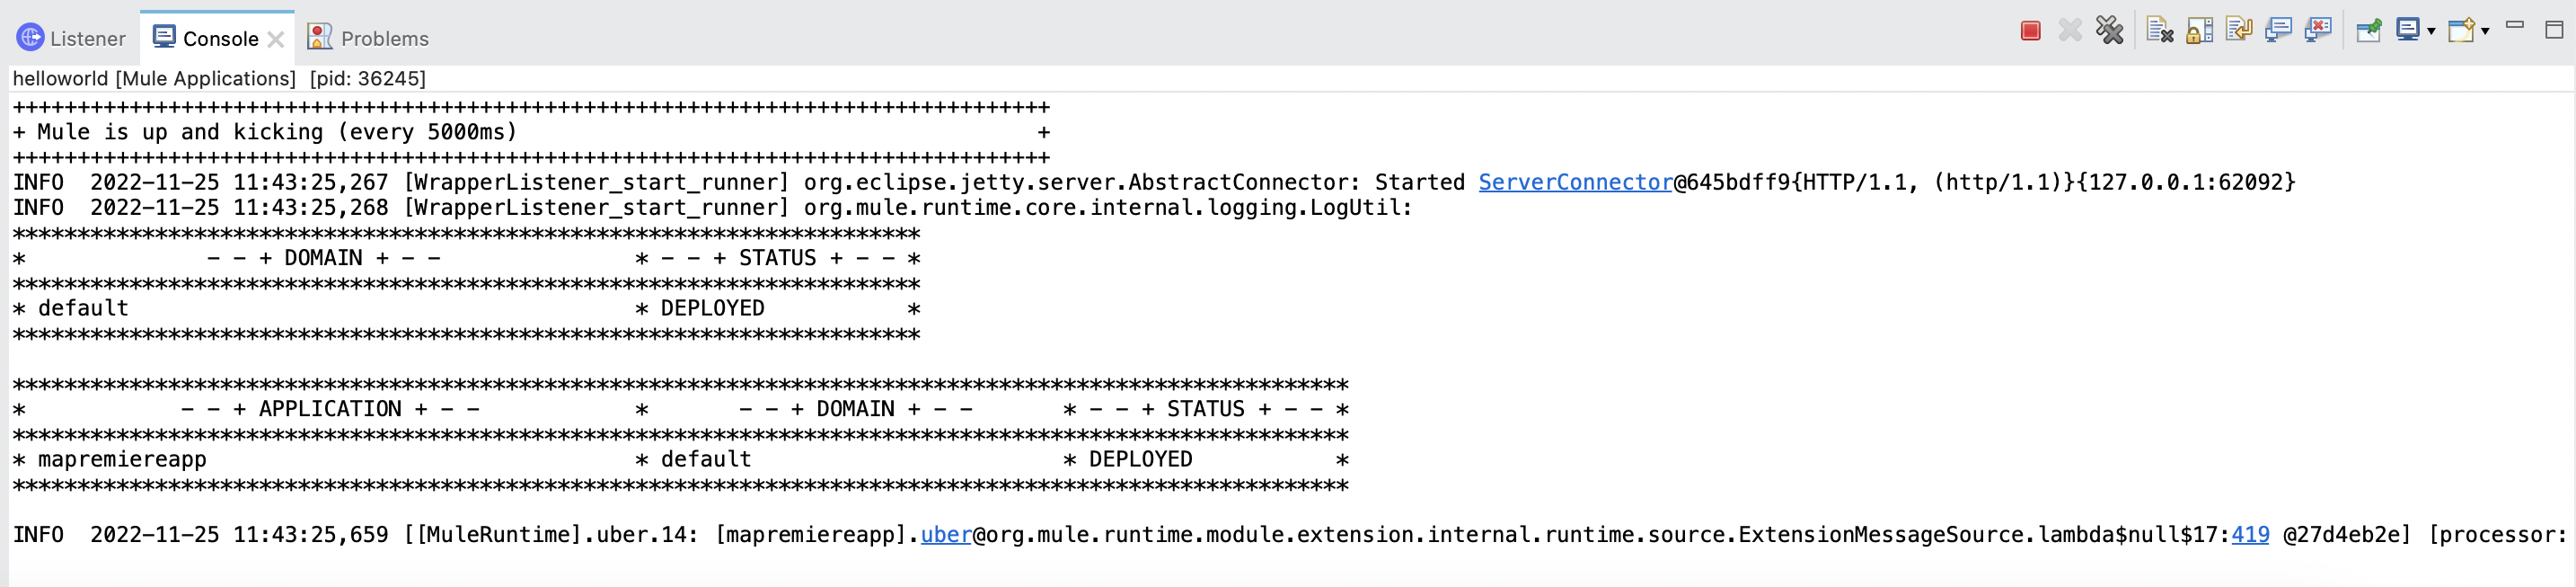 Listener Console Problems
helloworld [Mule Applications] [pid: 36245]
++++++++++++++++++++++++++++++++++++++++++++++++++++++++++++++++++++++++++++++++
+ Mule is up and kicking (every 5000ms)                                        +
++++++++++++++++++++++++++++++++++++++++++++++++++++++++++++++++++++++++++++++++
INFO  2022-11-25 11:43:25,267 [WrapperListener_start_runner] org.eclipse.jetty.server.AbstractConnector: Started ServerConnector@645bdff9{HTTP/1.1, (http/1.1)}{127.0.0.1:62092}
INFO  2022-11-25 11:43:25,268 [WrapperListener_start_runner] org.mule.runtime.core.internal.logging.LogUtil:
**********************************************************************
*              - - + DOMAIN + - -               * - - + STATUS + - - *
**********************************************************************
* default                                       * DEPLOYED           *
**********************************************************************
*******************************************************************************************************
*            - - + APPLICATION + - -            *       - - + DOMAIN + - -       * - - + STATUS + - - *
*******************************************************************************************************
* mapremiereapp                                 * default                        * DEPLOYED           *
*******************************************************************************************************
INFO  2022-11-25 11:43:25,659 [[MuleRuntime].uber.14: [mapremiereapp].uber@org.mule.runtime.module.extension.internal.runtime.source.ExtensionMessageSource.lambda$null$17:419 @27d4eb2e] [processor: